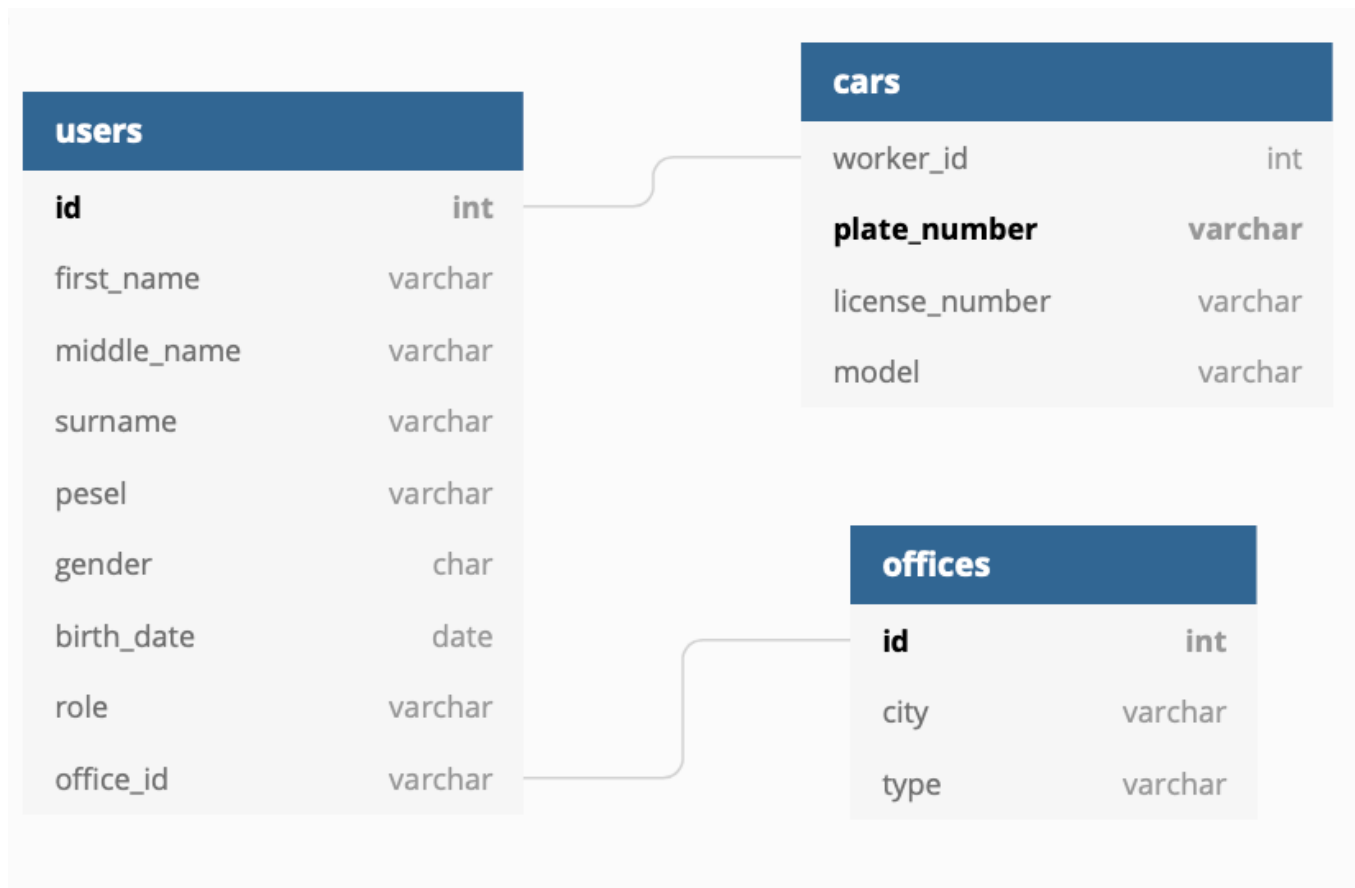 users
id int
first_name varchar
middle_name varchar
surname varchar
pesel varchar
gender char
birth_date date
role varchar
office_id varchar
cars
worker_id int
plate_number varchar
license_number varchar
model varchar
offices
id int
city varchar
type varchar